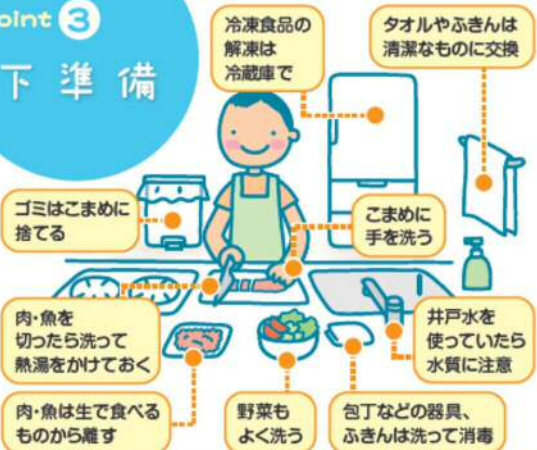 oint 3
下準備
冷凍食品の
解凍は
冷蔵庫で
タオルやふきんは
清潔なものに交換
ゴミはこまめに
捨てる
こまめに
手を洗う
肉・魚を
切ったら洗って
熱湯をかけておく
井戸水を
使っていたら
水質に注意
肉・魚は生で食べる
ものから離す
野菜も
よく洗う
包丁などの器具、
ふきんは洗って消毒